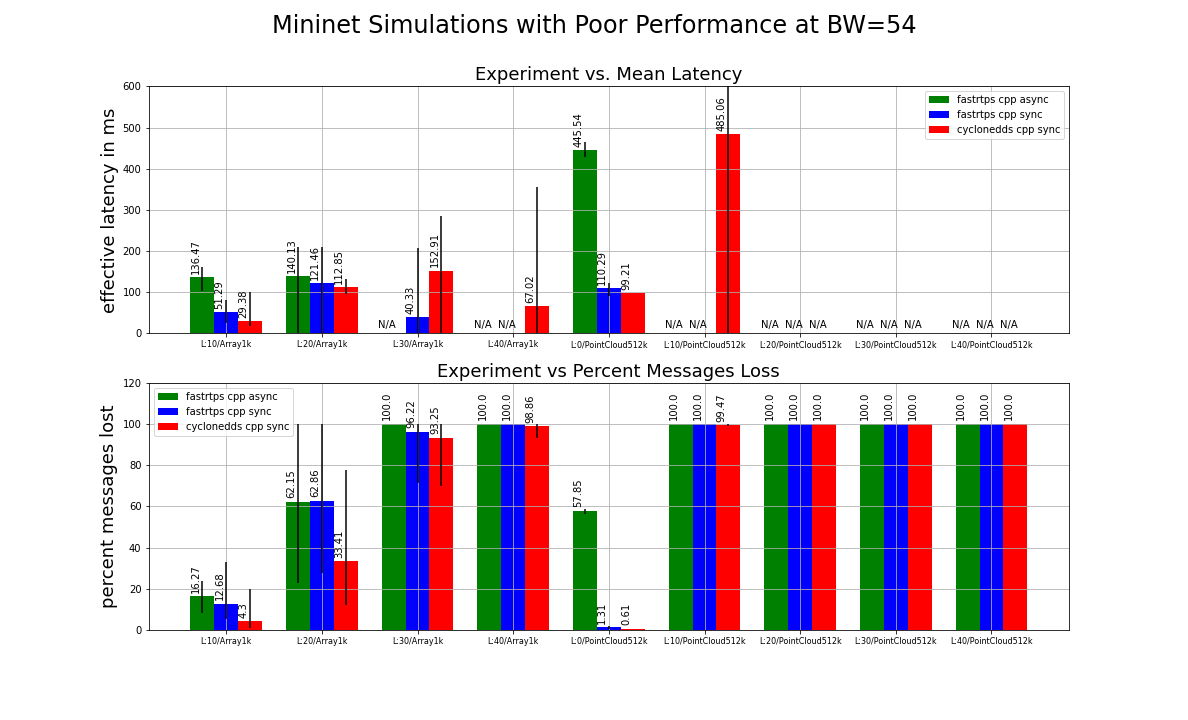 Mininet Simulations with Poor Performance at BW=54
Experiment vs. Mean Latency
effective latency in ms
600
500
400
300
200
100
0
fastrtps cpp async
fastrtps cpp sync
cyclonedds cpp sync
136.47
51.29
29.38
140.13
121.46
112.85
N/A
40.33
152.91
N/A N/A
67.02
445.54
110.29
99.21
N/A N/A
485.06
N/A N/A N/A
N/A N/A N/A
N/A N/A N/A
L:10/Array1k
L:20/Array1k
L:30/Array1k
L:40/Array1k
L:0/PointCloud512k
L:10/PointCloud512k
L:20/PointCloud512k
L:30/PointCloud512k
L:40/PointCloud512k
Experiment vs Percent Messages Loss
percent messages lost
120
100
80
60
40
20
0
fastrtps cpp async
fastrtps cpp sync
cyclonedds cpp sync
16.27
12.68
4.3
62.15
62.86
33.41
100.0
96.22
93.25
100.0
100.0
98.86
57.85
1.31
0.61
100.0
100.0
99.47
100.0
100.0
100.0
100.0
100.0
100.0
100.0
100.0
100.0
L:10/Array1k
L:20/Array1k
L:30/Array1k
L:40/Array1k
L:0/PointCloud512k
L:10/PointCloud512k
L:20/PointCloud512k
L:30/PointCloud512k
L:40/PointCloud512k